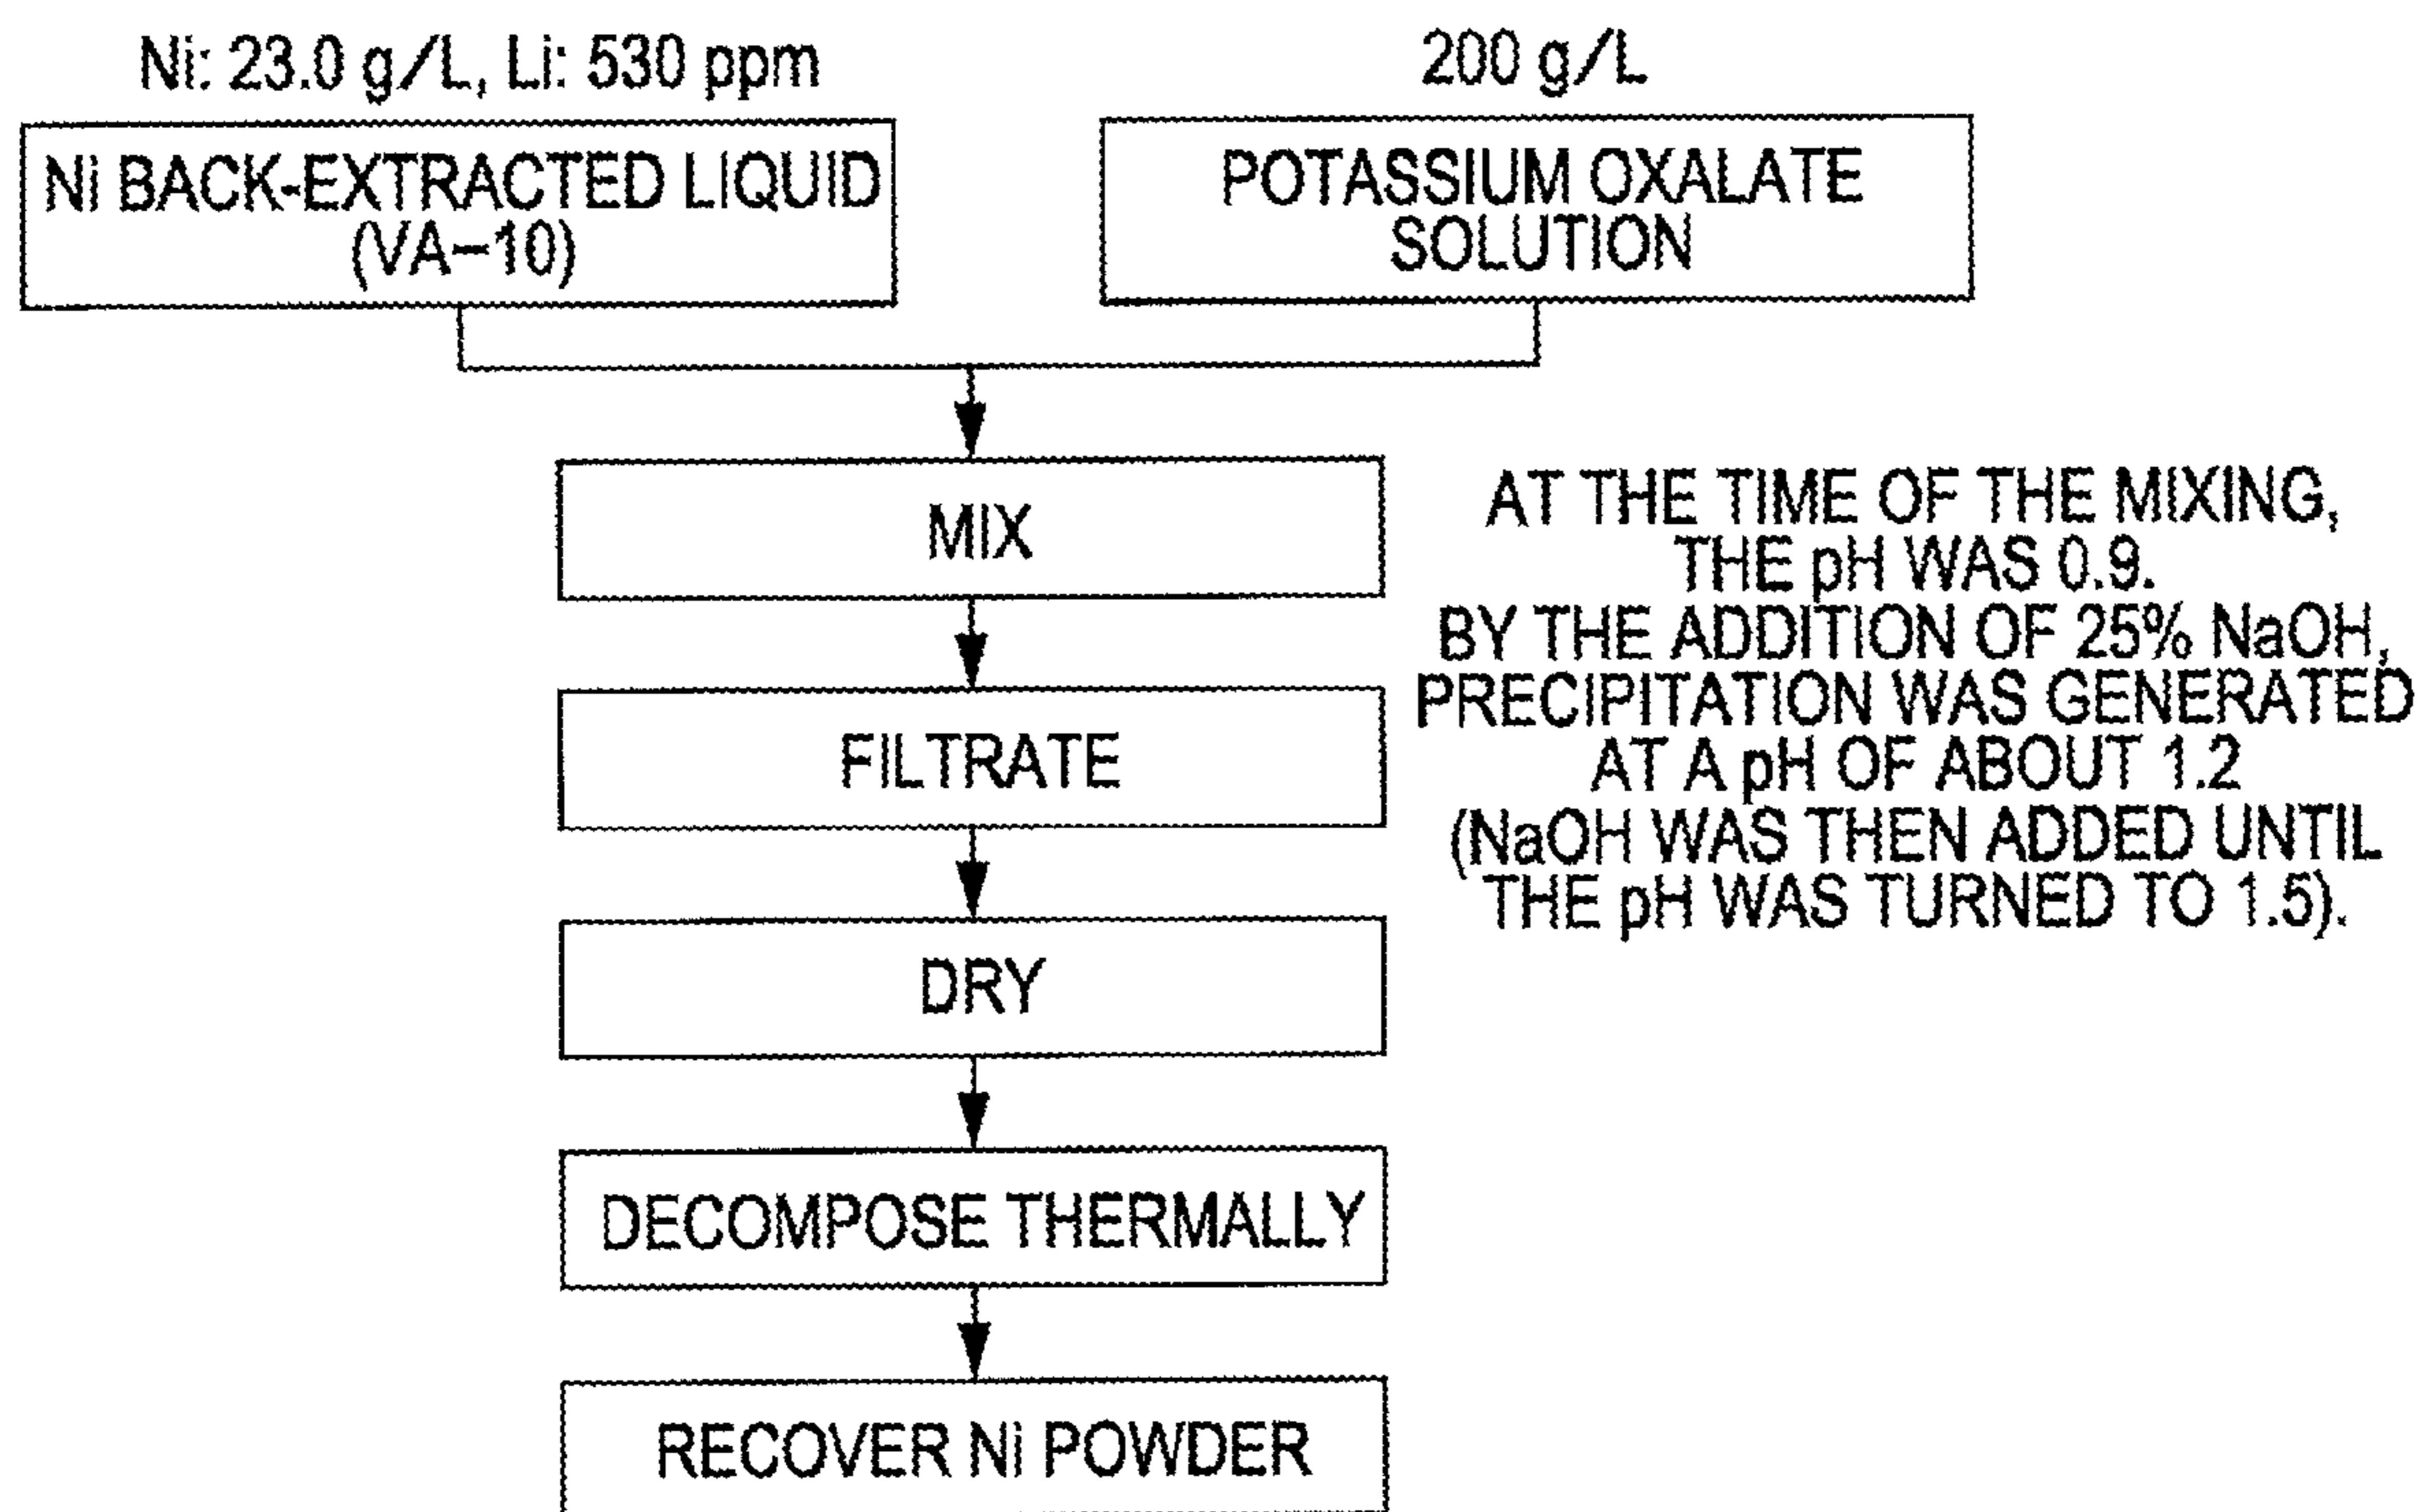 Ni: 23.0 g/L, Li: 530 ppm
200 g/L
Ni BACK-EXTRACTED LIQUID
(VA-10)
POTASSIUM OXALATE
SOLUTION
MIX
AT THE TIME OF THE MIXING,
THE pH WAS 0.9.
BY THE ADDITION OF 25% NaOH,
PRECIPITATION WAS GENERATED
AT A pH OF ABOUT 1.2
(NaOH WAS THEN ADDED UNTIL
THE pH WAS TURNED TO 1.5).
FILTRATE
DRY
DECOMPOSE THERMALLY
RECOVER Ni POWDER